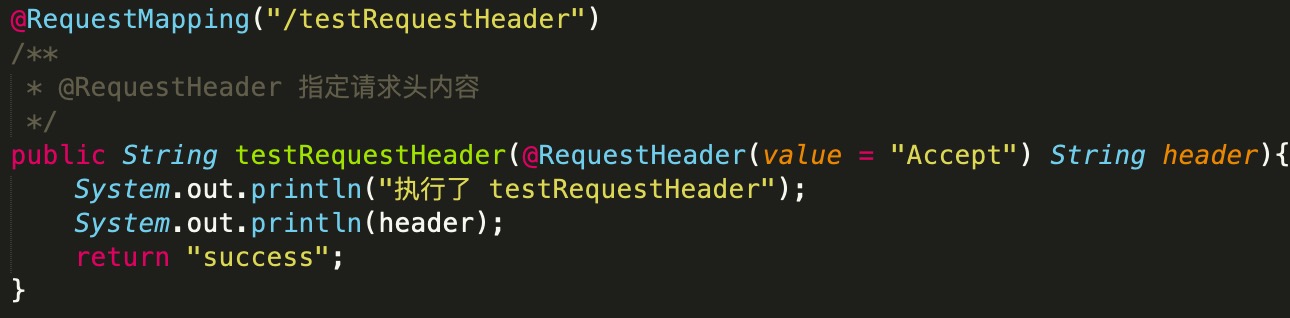 @RequestMapping("/testRequestHeader")
/**
 * @RequestHeader 指定请求头内容
 */
public String testRequestHeader(@RequestHeader(value = "Accept") String header){
    System.out.println("执行了 testRequestHeader");
    System.out.println(header);
    return "success";
}